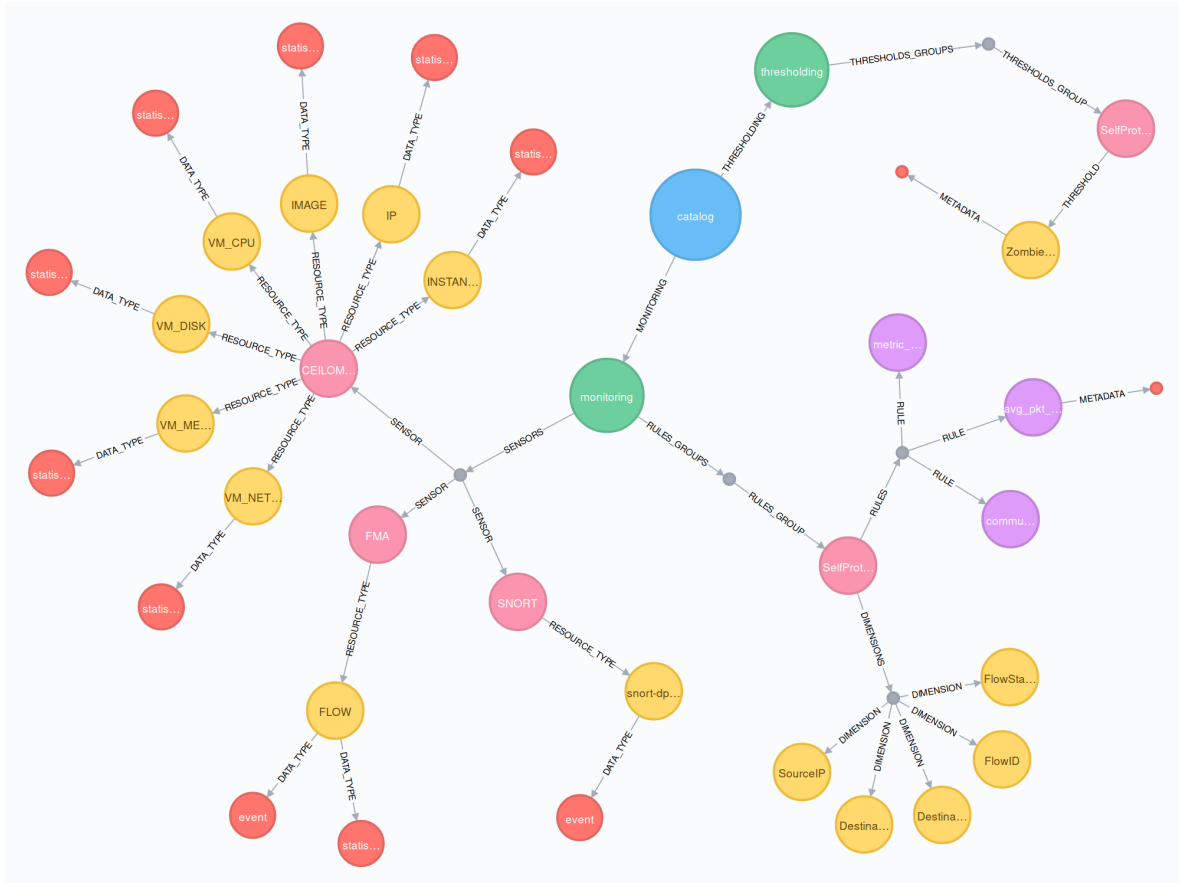 statis…
statis…
thresholding
THRESHOLDS_GROUPS
THRESHOLDS_GROUP
SelfProt…
statis…
DATA_TYPE
DATA_TYPE
THRESHOLDING
statis…
DATA_TYPE
IMAGE
IP
DATA_TYPE
catalog
METADATA
THRESHOLD
Zombie…
VM_CPU
statis…
INSTAN…
DATA_TYPE
VM_DISK
RESOURCE_TYPE
RESOURCE_TYPE
RESOURCE_TYPE
RESOURCE_TYPE
RESOURCE_TYPE
MONITORING
metric_…
CEILOM…
RESOURCE_TYPE
monitoring
RULE
avg_pkt_…
METADATA
VM_ME…
DATA_TYPE
RESOURCE_TYPE
SENSOR
SENSORS
RULES_GROUPS
RULE
statis…
VM_NET…
SENSOR
SENSOR
RULES_GROUP
RULES
RULE
commu…
DATA_TYPE
FMA
SelfProt…
statis…
RESOURCE_TYPE
SNORT
RESOURCE_TYPE
DIMENSIONS
FLOW
snort-dp…
DIMENSION
FlowSta…
DATA_TYPE
DATA_TYPE
DATA_TYPE
DIMENSION
DIMENSION
DIMENSION
DIMENSION
SourceIP
FlowID
event
statis…
event
Destina…
Destina…